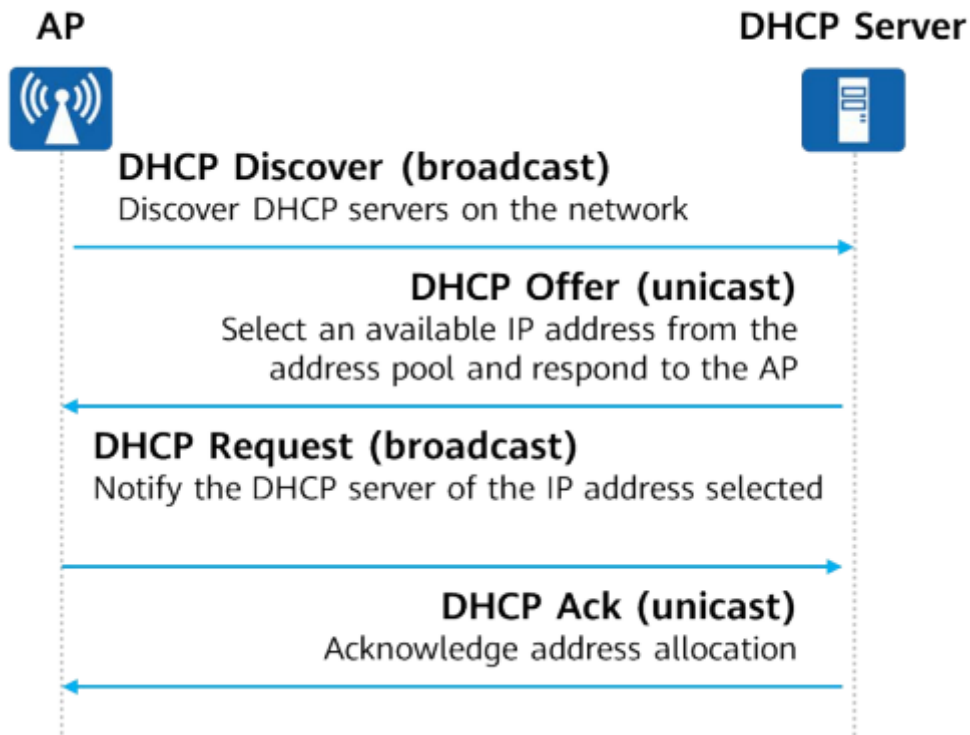 AP
DHCP Server
DHCP Discover (broadcast)
Discover DHCP servers on the network
DHCP Offer (unicast)
Select an available IP address from the
address pool and respond to the AP
DHCP Request (broadcast)
Notify the DHCP server of the IP address selected
DHCP Ack (unicast)
Acknowledge address allocation